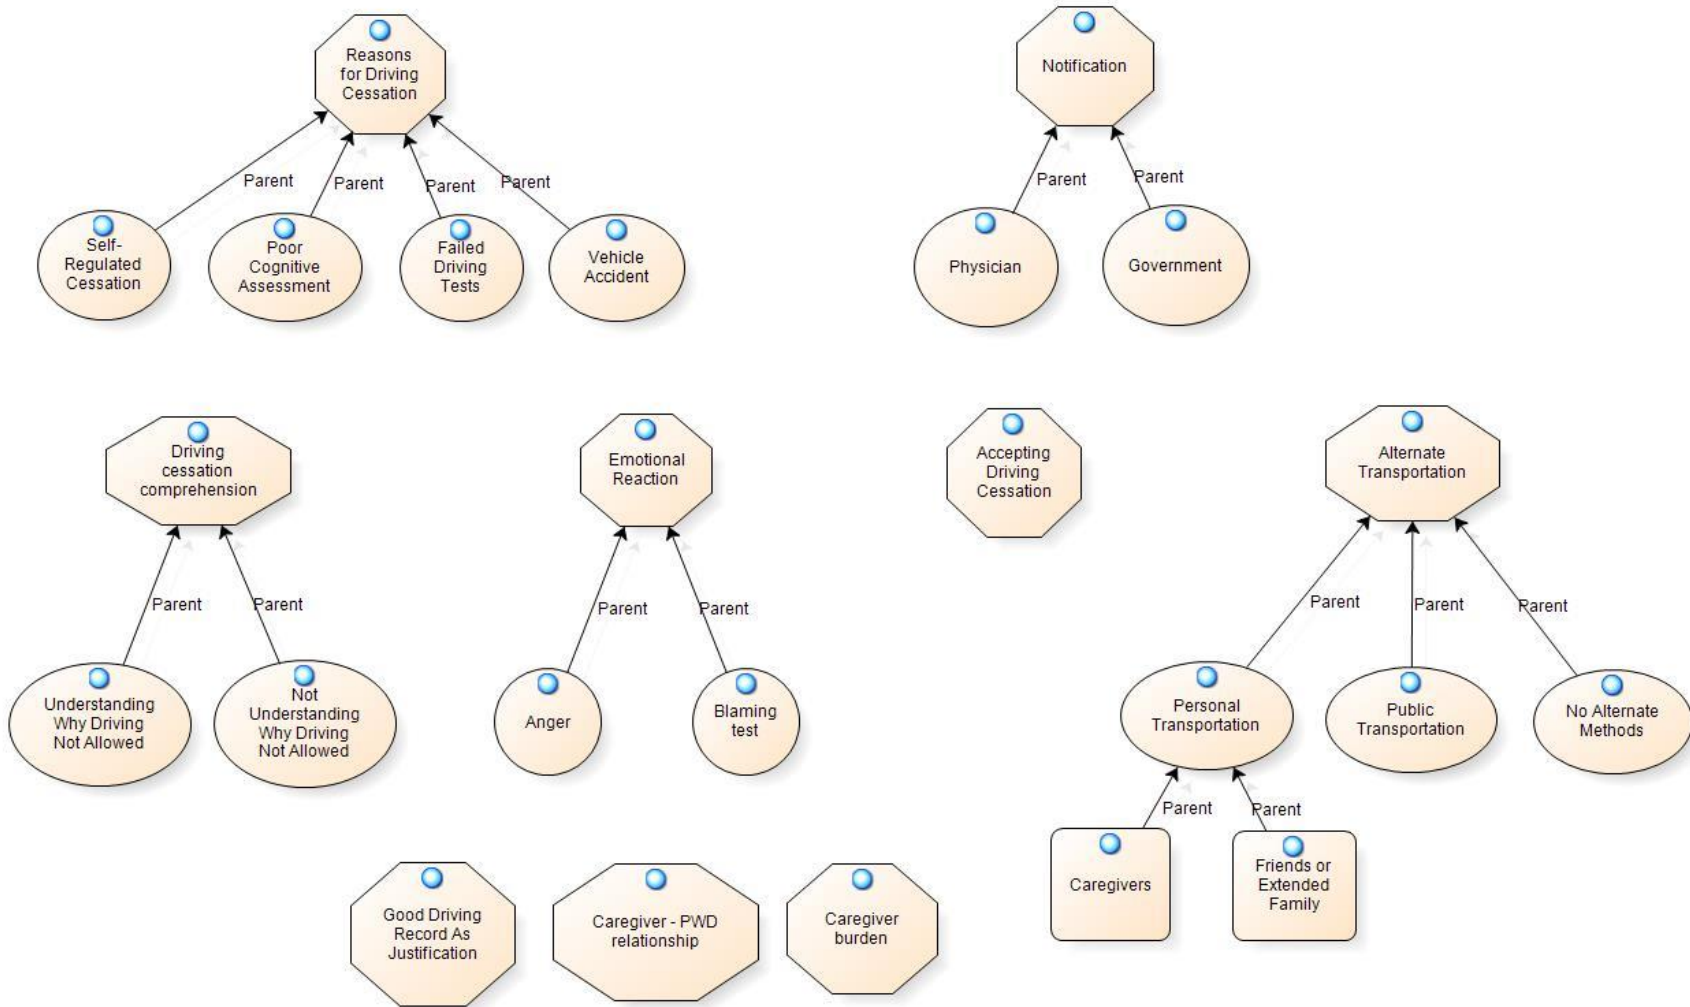 Reasons
for Driving
Cessation
Notification
Parent
Parent
Parent
Parent
Parent
Parent
Self-
Regulated
Cessation
Poor
Cognitive
Assessment
Failed
Driving
Tests
Vehicle
Accident
Physician
Government
Driving
cessation
comprehension
Emotional
Reaction
Accepting
Driving
Cessation
Alternate
Transportation
Parent
Parent
Parent
Parent
Parent
Parent
Parent
Understanding
Why Driving
Not Allowed
Not
Understanding
Why Driving
Not Allowed
Anger
Blaming
test
Personal
Transportation
Public
Transportation
No Alternate
Methods
Parent
Parent
Caregivers
Friends or
Extended
Family
Good Driving
Record As
Justification
Caregiver - PWD
relationship
Caregiver
burden